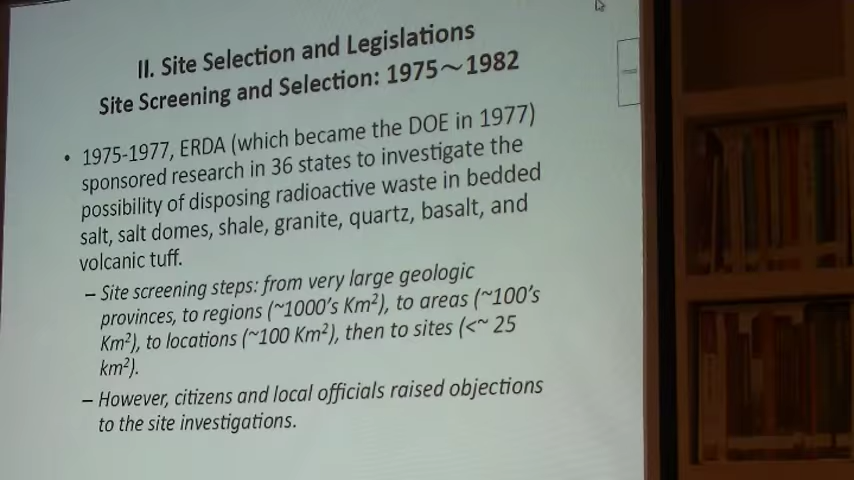 II. Site Selection and Legislations
Site Screening and Selection: 1975～1982
• 1975-1977, ERDA (which became the DOE in 1977)
sponsored research in 36 states to investigate the
possibility of disposing radioactive waste in bedded
salt, salt domes, shale, granite, quartz, basalt, and
volcanic tuff.
– Site screening steps: from very large geologic
provinces, to regions (~1000’s Km²), to areas (~100’s
Km²), to locations (~100 Km²), then to sites (<~ 25
km²).
– However, citizens and local officials raised objections
to the site investigations.